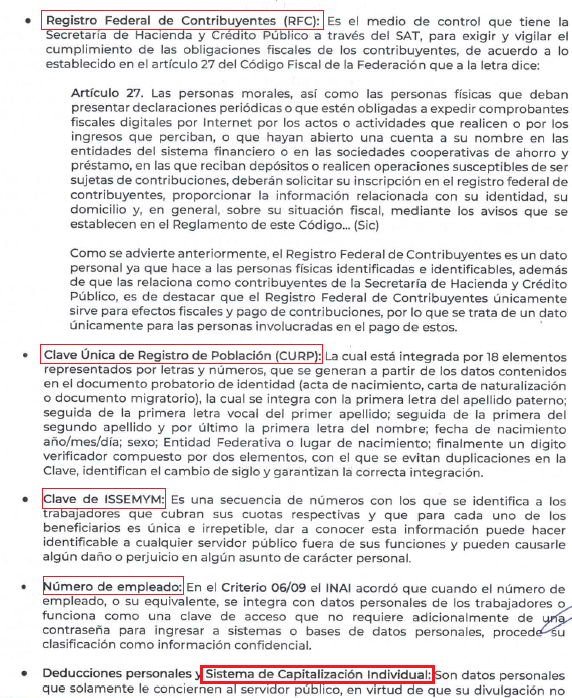 • Registro Federal de Contribuyentes (RFC): Es el medio de control que tiene la
Secretaría de Hacienda y Crédito Público a través del SAT, para exigir y vigilar el
cumplimiento de las obligaciones fiscales de los contribuyentes, de acuerdo a lo
establecido en el artículo 27 del Código Fiscal de la Federación que a la letra dice:
Artículo 27. Las personas morales, así como las personas físicas que deban
presentar declaraciones periódicas o que estén obligadas a expedir comprobantes
fiscales digitales por Internet por los actos o actividades que realicen o por los
ingresos que perciban, o que hayan abierto una cuenta a su nombre en las
entidades del sistema financiero o en las sociedades cooperativas de ahorro y
préstamo, en las que reciban depósitos o realicen operaciones susceptibles de ser
sujetas de contribuciones, deberán solicitar su inscripción en el registro federal de
contribuyentes, proporcionar la información relacionada con su identidad, su
domicilio y, en general, sobre su situación fiscal, mediante los avisos que se
establecen en el Reglamento de este Código... (Sic)
Como se advierte anteriormente, el Registro Federal de Contribuyentes es un dato
personal ya que hace a las personas físicas identificadas e identificables, además
de que las relaciona como contribuyentes de la Secretaría de Hacienda y Crédito
Público, es de destacar que el Registro Federal de Contribuyentes únicamente
sirve para efectos fiscales y pago de contribuciones, por lo que se trata de un dato
únicamente para las personas involucradas en el pago de estos.
• Clave Única de Registro de Población (CURP): La cual está integrada por 18 elementos
representados por letras y números, que se generan a partir de los datos contenidos
en el documento probatorio de identidad (acta de nacimiento, carta de naturalización
o documento migratorio), la cual se integra con la primera letra del apellido paterno;
seguida de la primera letra vocal del primer apellido; seguida de la primera del
segundo apellido y por último la primera letra del nombre; fecha de nacimiento
año/mes/día; sexo; Entidad Federativa o lugar de nacimiento; finalmente un digito
verificador compuesto por dos elementos, con el que se evitan duplicaciones en la
Clave, identifican el cambio de siglo y garantizan la correcta integración.
• Clave de ISSEMYM: Es una secuencia de números con los que se identifica a los
trabajadores que cubran sus cuotas respectivas y que para cada uno de los
beneficiarios es única e irrepetible, dar a conocer esta información puede hacer
identificable a cualquier servidor público fuera de sus funciones y pueden causarle
algún daño o perjuicio en algún asunto de carácter personal.
• Número de empleado: En el Criterio 06/09 el INAI acordó que cuando el número de
empleado, o su equivalente, se integra con datos personales de los trabajadores o
funciona como una clave de acceso que no requiere adicionalmente de una
contraseña para ingresar a sistemas o bases de datos personales, procede su
clasificación como información confidencial.
• Deducciones personales y Sistema de Capitalización Individual: Son datos personales
que solamente le conciernen al servidor público, en virtud de que su divulgación no